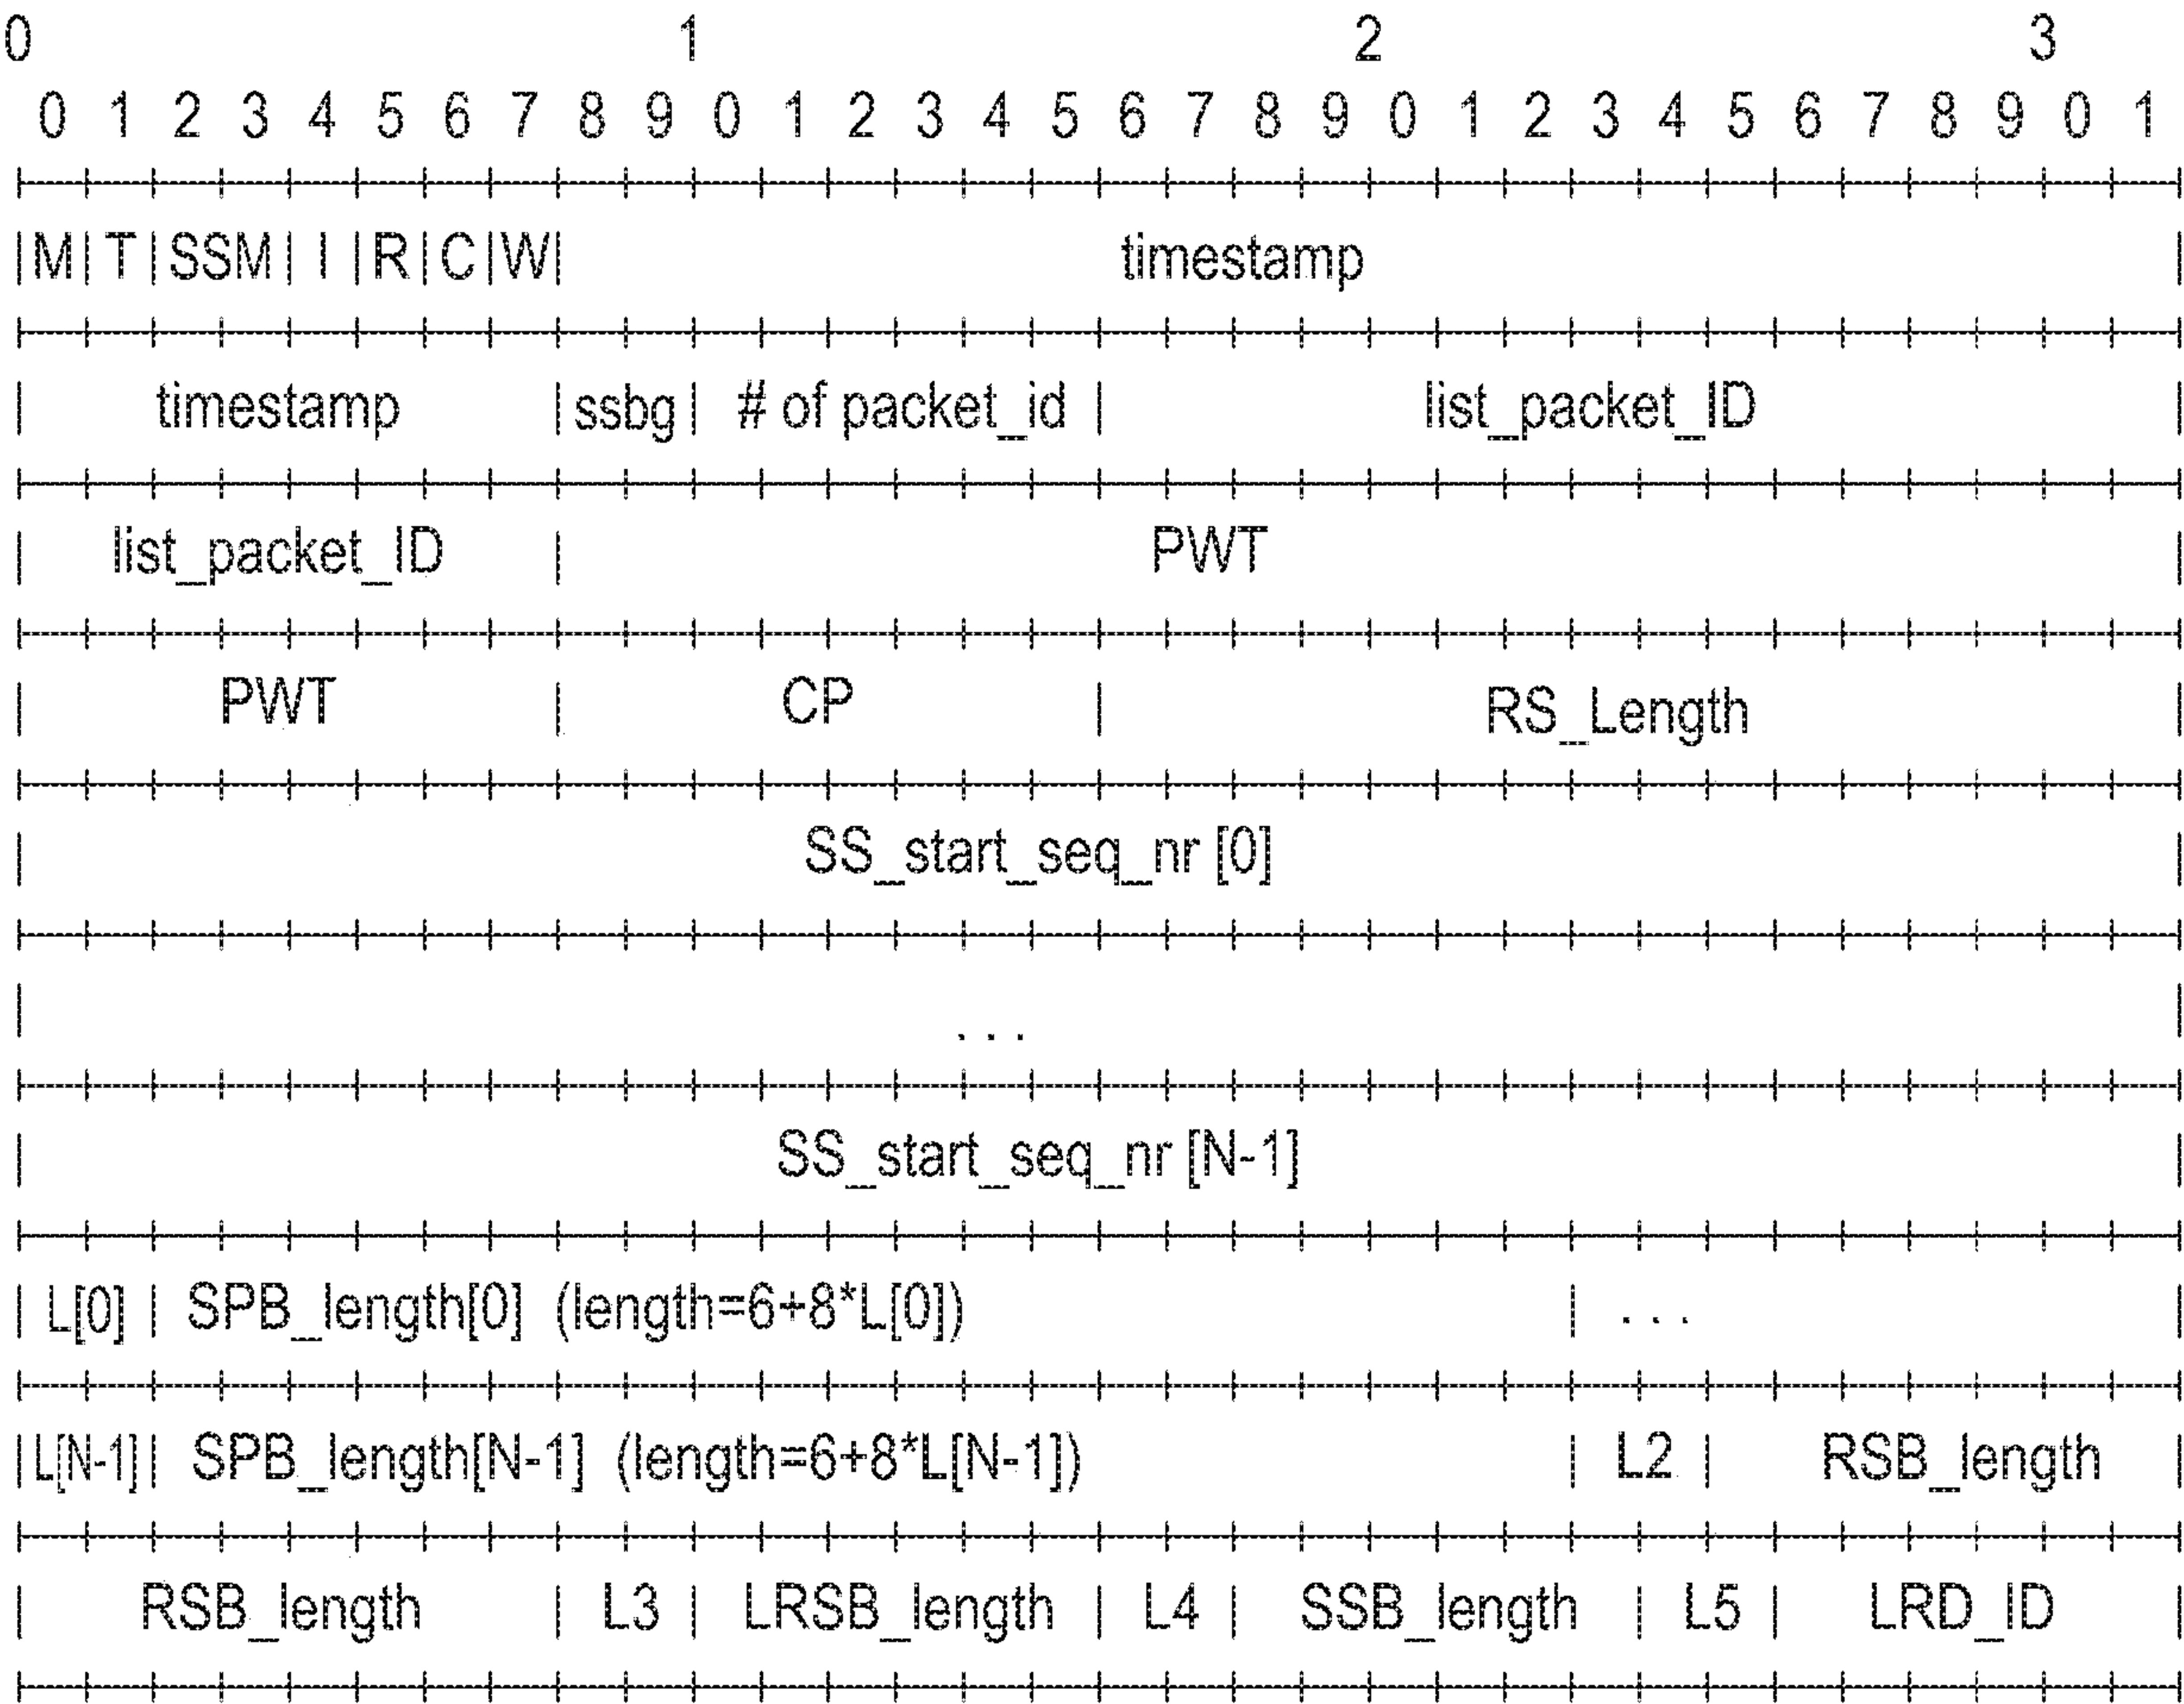 0 1 2 3
0 1 2 3 4 5 6 7 8 9 0 1 2 3 4 5 6 7 8 9 0 1 2 3 4 5 6 7 8 9 0 1
|M| T| SSM| I |R| C|W| timestamp |
| timestamp | ssbg | # of packet_id | list_packet_ID |
| list_packet_ID | PWT |
| PWT | CP | RS_Length |
| SS_start_seq_nr [0] |
| ... |
| SS_start_seq_nr [N-1] |
| L[0] | SPB_length[0] (length=6+8*L[0]) | ... |
|L[N-1]| SPB_length[N-1] (length=6+8*L[N-1]) | L2 | RSB_length |
| RSB_length | L3 | LRSB_length | L4 | SSB_length | L5 | LRD_ID |